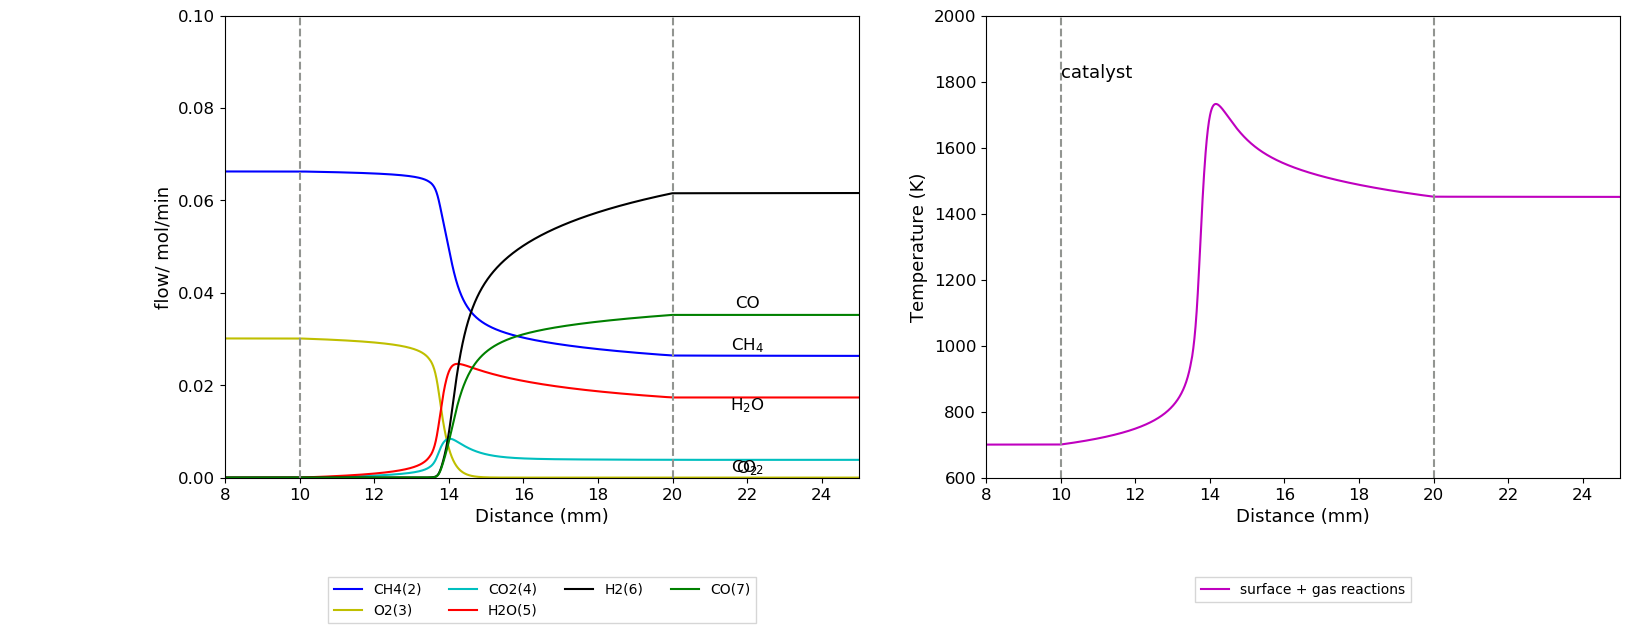 0.10
0.08
0.06
0.04
0.02
0.00
flow/ mol/min
CO
CH₄
H₂O
CO₂
O₂
8 10 12 14 16 18 20 22 24
Distance (mm)
CH4(2) CO2(4) H2(6) CO(7)
O2(3) H2O(5)
2000
1800
1600
1400
1200
1000
800
600
Temperature (K)
catalyst
8 10 12 14 16 18 20 22 24
Distance (mm)
surface + gas reactions